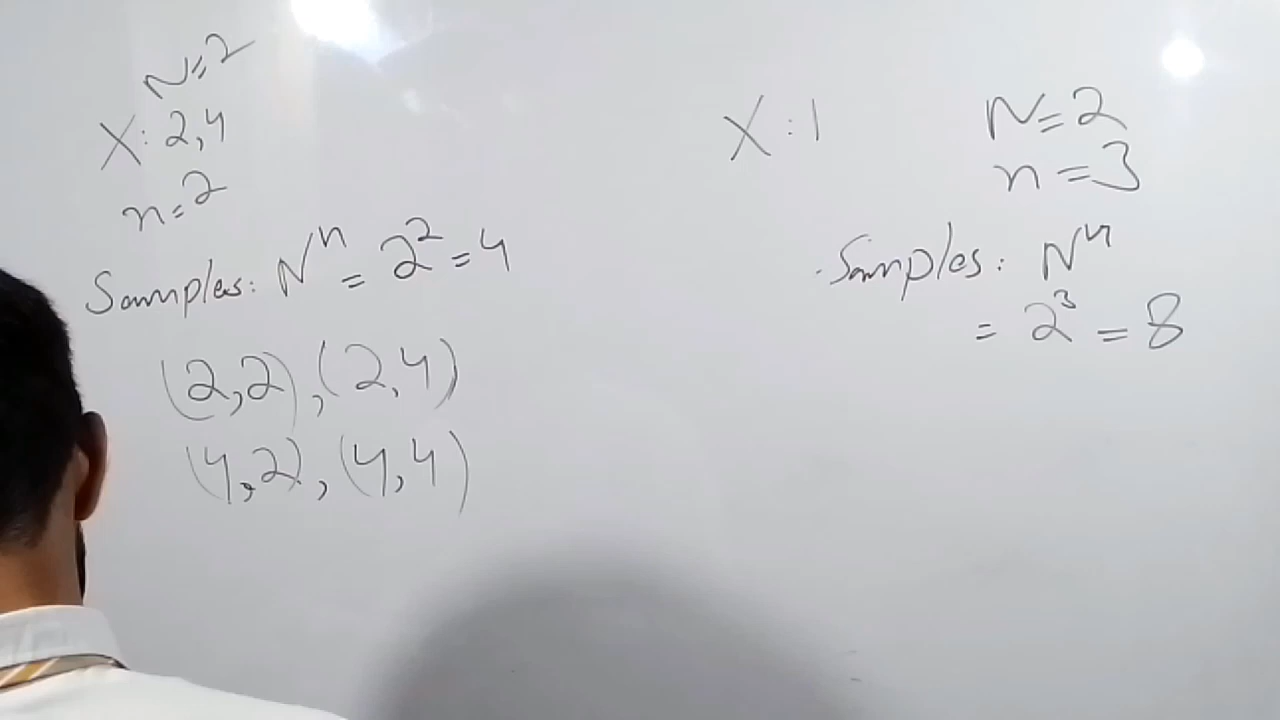 N=2
X: 2,4
n=2
Samples: N^n = 2^2 = 4
(2,2), (2,4)
(4,2), (4,4)
X: 1
N=2
n=3
Samples: N^n
= 2^3 = 8